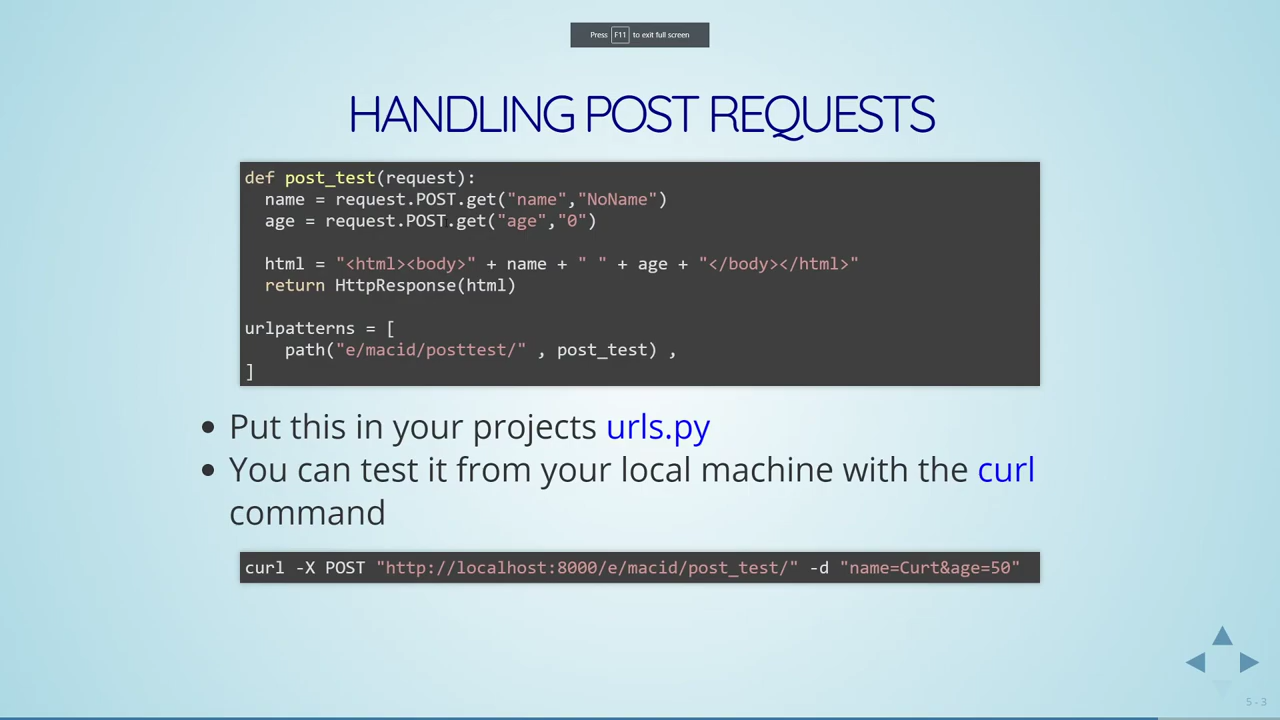 Press F11 to exit full screen
HANDLING POST REQUESTS
def post_test(request):
  name = request.POST.get("name","NoName")
  age = request.POST.get("age","0")
  html = "<html><body>" + name + " " + age + "</body></html>"
  return HttpResponse(html)
urlpatterns = [
    path("e/macid/posttest/" , post_test) ,
]
• Put this in your projects urls.py
• You can test it from your local machine with the curl
command
curl -X POST "http://localhost:8000/e/macid/post_test/" -d "name=Curt&age=50"
5 - 3